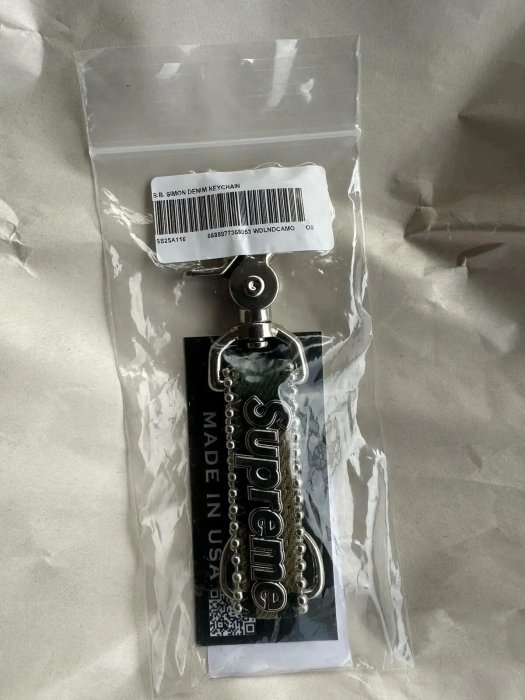 B.B. SIMON DENIM KEYCHAIN
SS25A116 WDLNDCAMO OS
Supreme
MADE IN USA